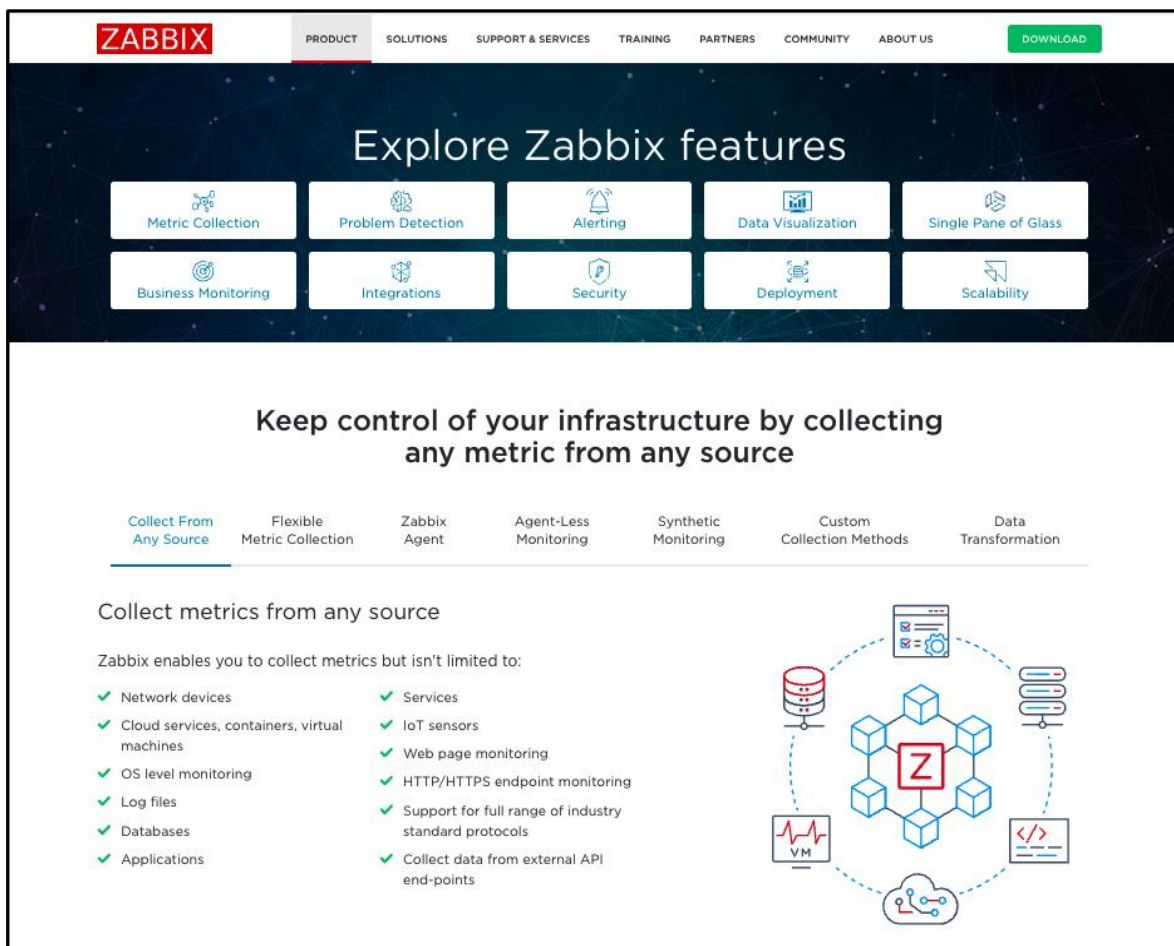 ZABBIX
PRODUCT SOLUTIONS SUPPORT & SERVICES TRAINING PARTNERS COMMUNITY ABOUT US DOWNLOAD
Explore Zabbix features
Metric Collection Problem Detection Alerting Data Visualization Single Pane of Glass
Business Monitoring Integrations Security Deployment Scalability
Keep control of your infrastructure by collecting
any metric from any source
Collect From
Any Source
Flexible
Metric Collection
Zabbix
Agent
Agent-Less
Monitoring
Synthetic
Monitoring
Custom
Collection Methods
Data
Transformation
Collect metrics from any source
Zabbix enables you to collect metrics but isn't limited to:
Network devices
Cloud services, containers, virtual
machines
OS level monitoring
Log files
Databases
Applications
Services
IoT sensors
Web page monitoring
HTTP/HTTPS endpoint monitoring
Support for full range of industry
standard protocols
Collect data from external API
end-points
Z
VM
</>